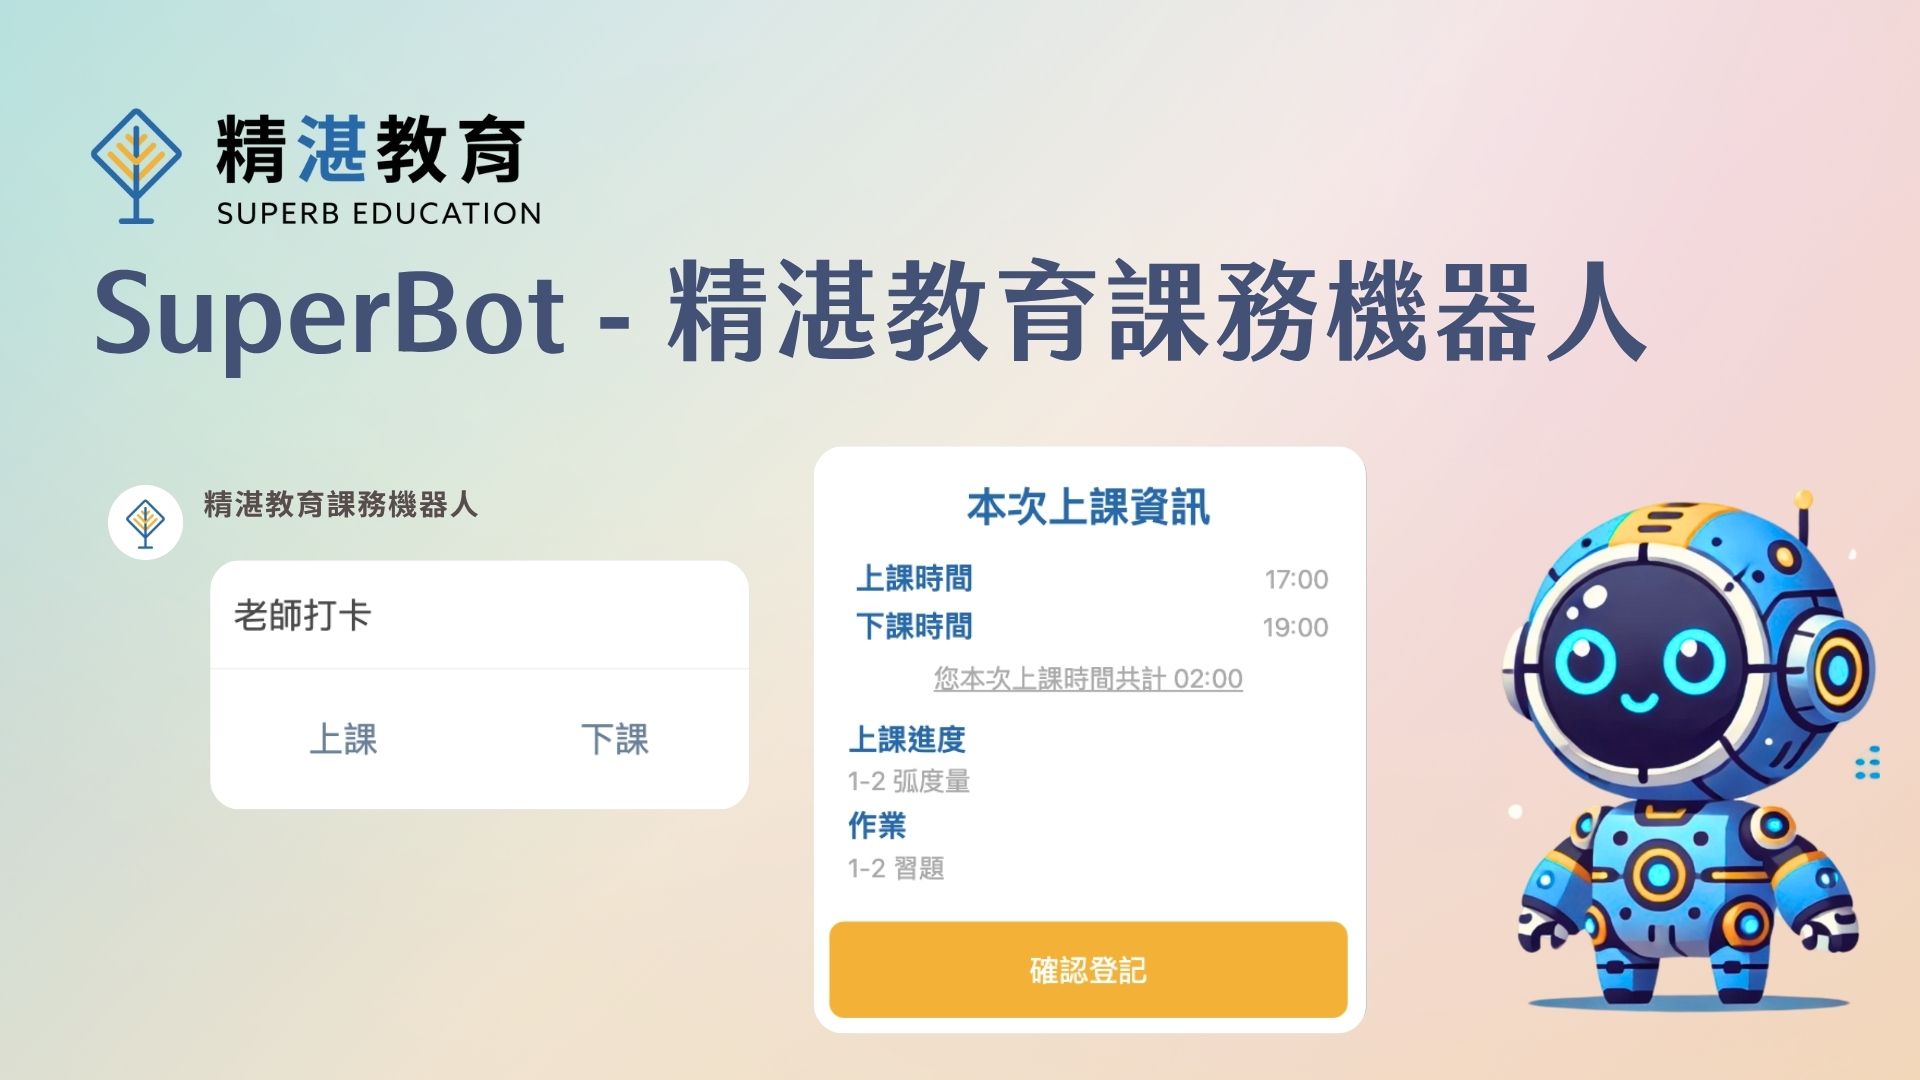 精湛教育
SUPERB EDUCATION
SuperBot - 精湛教育課務機器人
精湛教育課務機器人
老師打卡
上課 下課
本次上課資訊
上課時間 17:00
下課時間 19:00
您本次上課時間共計 02:00
上課進度
1-2 弧度量
作業
1-2 習題
確認登記